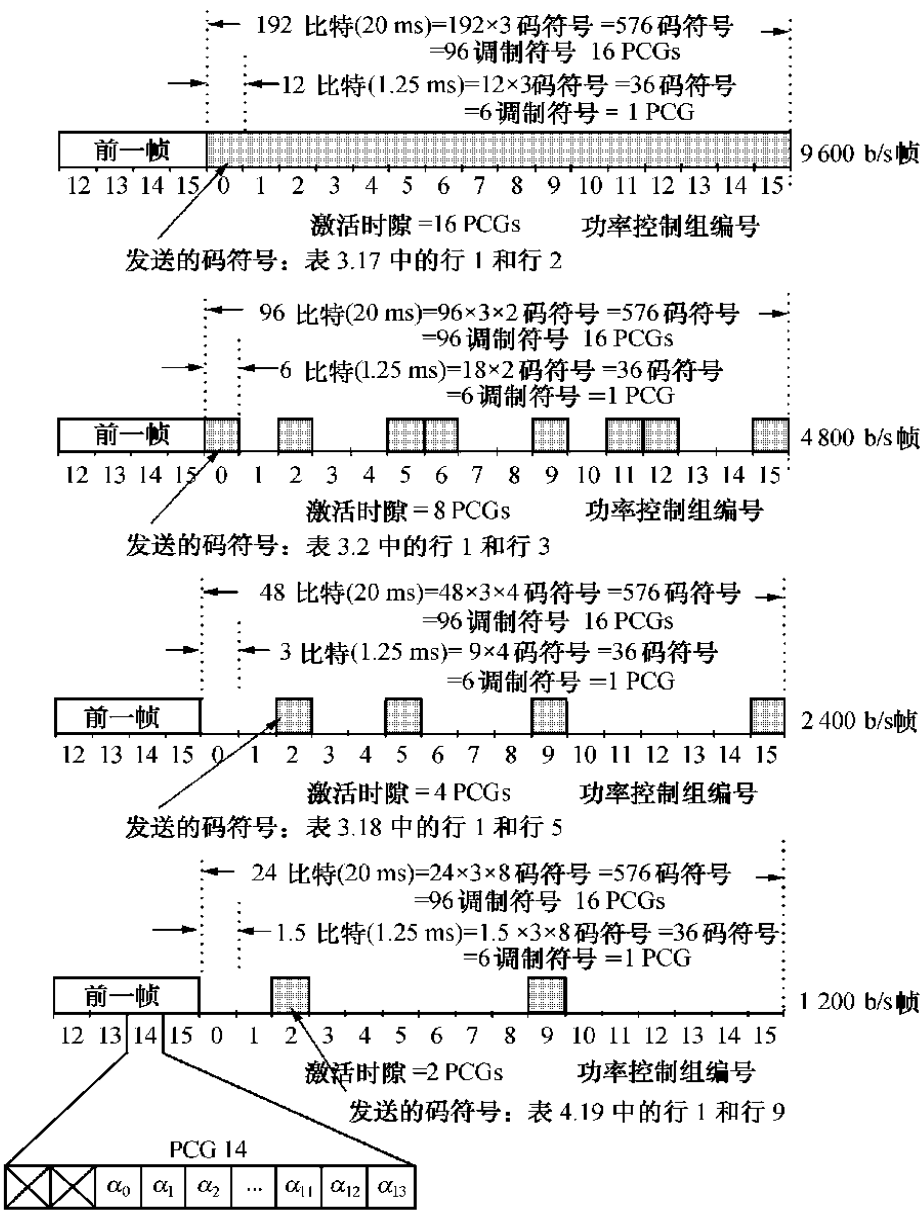 192 比特(20 ms)=192×3 码符号 =576 码符号
=96 调制符号 16 PCGs
12 比特(1.25 ms)=12×3码符号 =36 码符号
=6 调制符号 = 1 PCG
前一帧
9 600 b/s 帧
12 13 14 15 0 1 2 3 4 5 6 7 8 9 10 11 12 13 14 15
激活时隙 =16 PCGs 功率控制组编号
发送的码符号：表 3.17 中的行 1 和行 2
96 比特(20 ms)=96×3×2 码符号 =576 码符号
=96 调制符号 16 PCGs
6 比特(1.25 ms)=18×2 码符号 =36 码符号
=6 调制符号 =1 PCG
前一帧
4 800 b/s 帧
12 13 14 15 0 1 2 3 4 5 6 7 8 9 10 11 12 13 14 15
激活时隙 = 8 PCGs 功率控制组编号
发送的码符号：表 3.2 中的行 1 和行 3
48 比特(20 ms)=48×3×4 码符号 =576 码符号
=96 调制符号 16 PCGs
3 比特(1.25 ms)= 9×4 码符号 =36 码符号
=6 调制符号 =1 PCG
前一帧
2 400 b/s 帧
12 13 14 15 0 1 2 3 4 5 6 7 8 9 10 11 12 13 14 15
激活时隙 = 4 PCGs 功率控制组编号
发送的码符号：表 3.18 中的行 1 和行 5
24 比特(20 ms)=24×3×8 码符号 =576 码符号
=96 调制符号 16 PCGs
1.5 比特(1.25 ms)=1.5 ×3×8 码符号 =36 码符号
=6 调制符号 =1 PCG
前一帧
1 200 b/s 帧
12 13 14 15 0 1 2 3 4 5 6 7 8 9 10 11 12 13 14 15
激活时隙 =2 PCGs 功率控制组编号
发送的码符号：表 4.19 中的行 1 和行 9
PCG 14
α₀ α₁ α₂ ... α₁₁ α₁₂ α₁₃